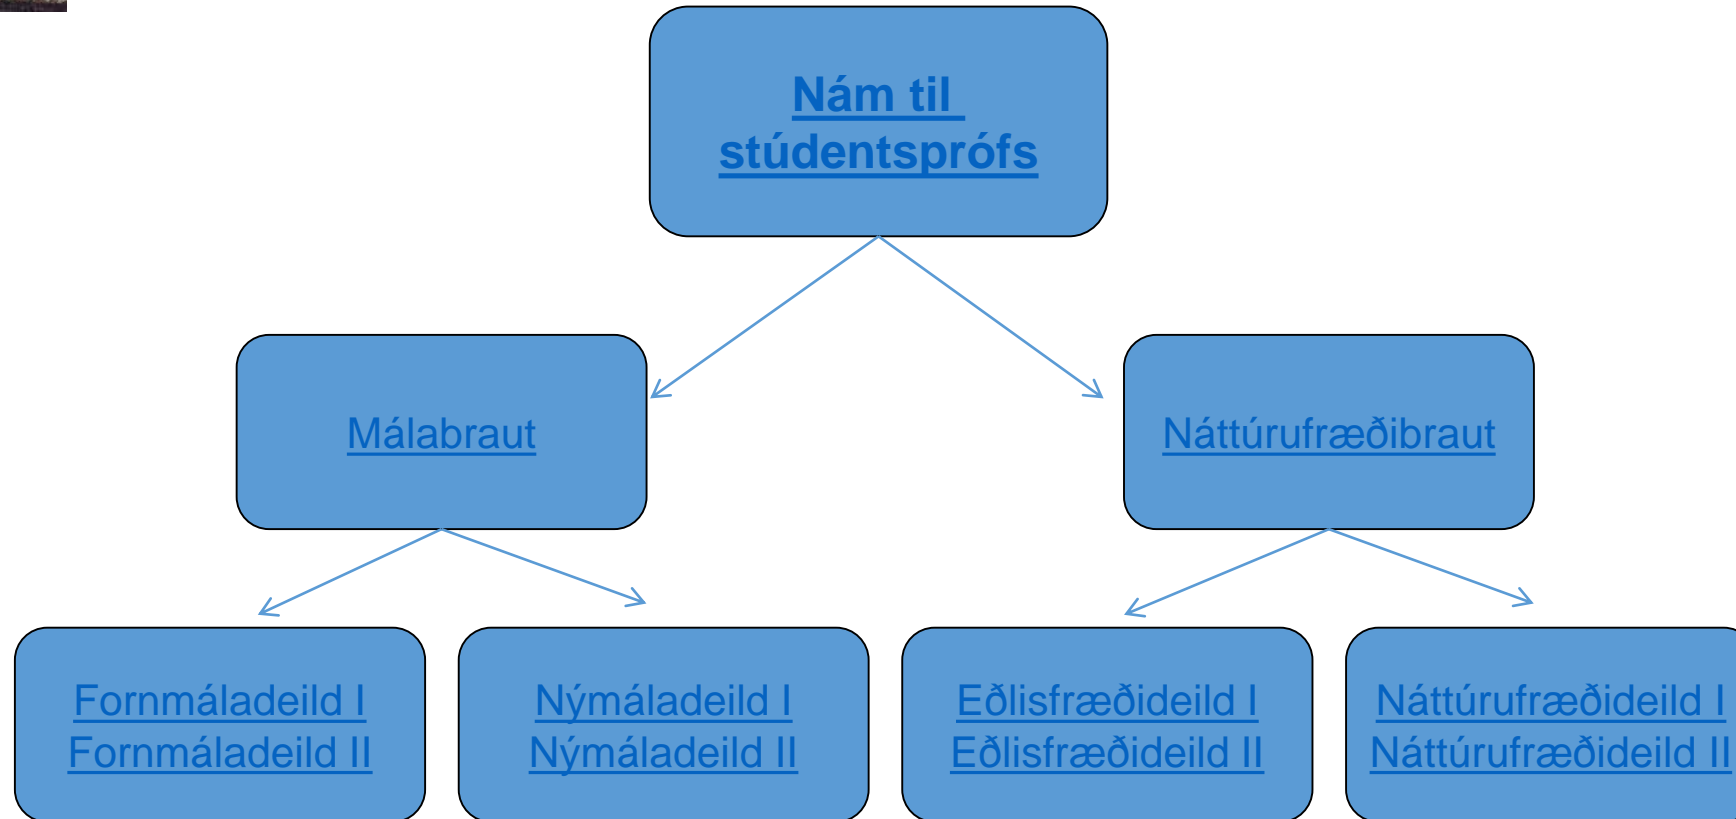 Nám til
stúdentsprófs
Málabraut
Náttúrufræðibraut
Fornmáladeild I
Fornmáladeild II
Nýmáladeild I
Nýmáladeild II
Eðlisfræðideild I
Eðlisfræðideild II
Náttúrufræðideild I
Náttúrufræðideild II